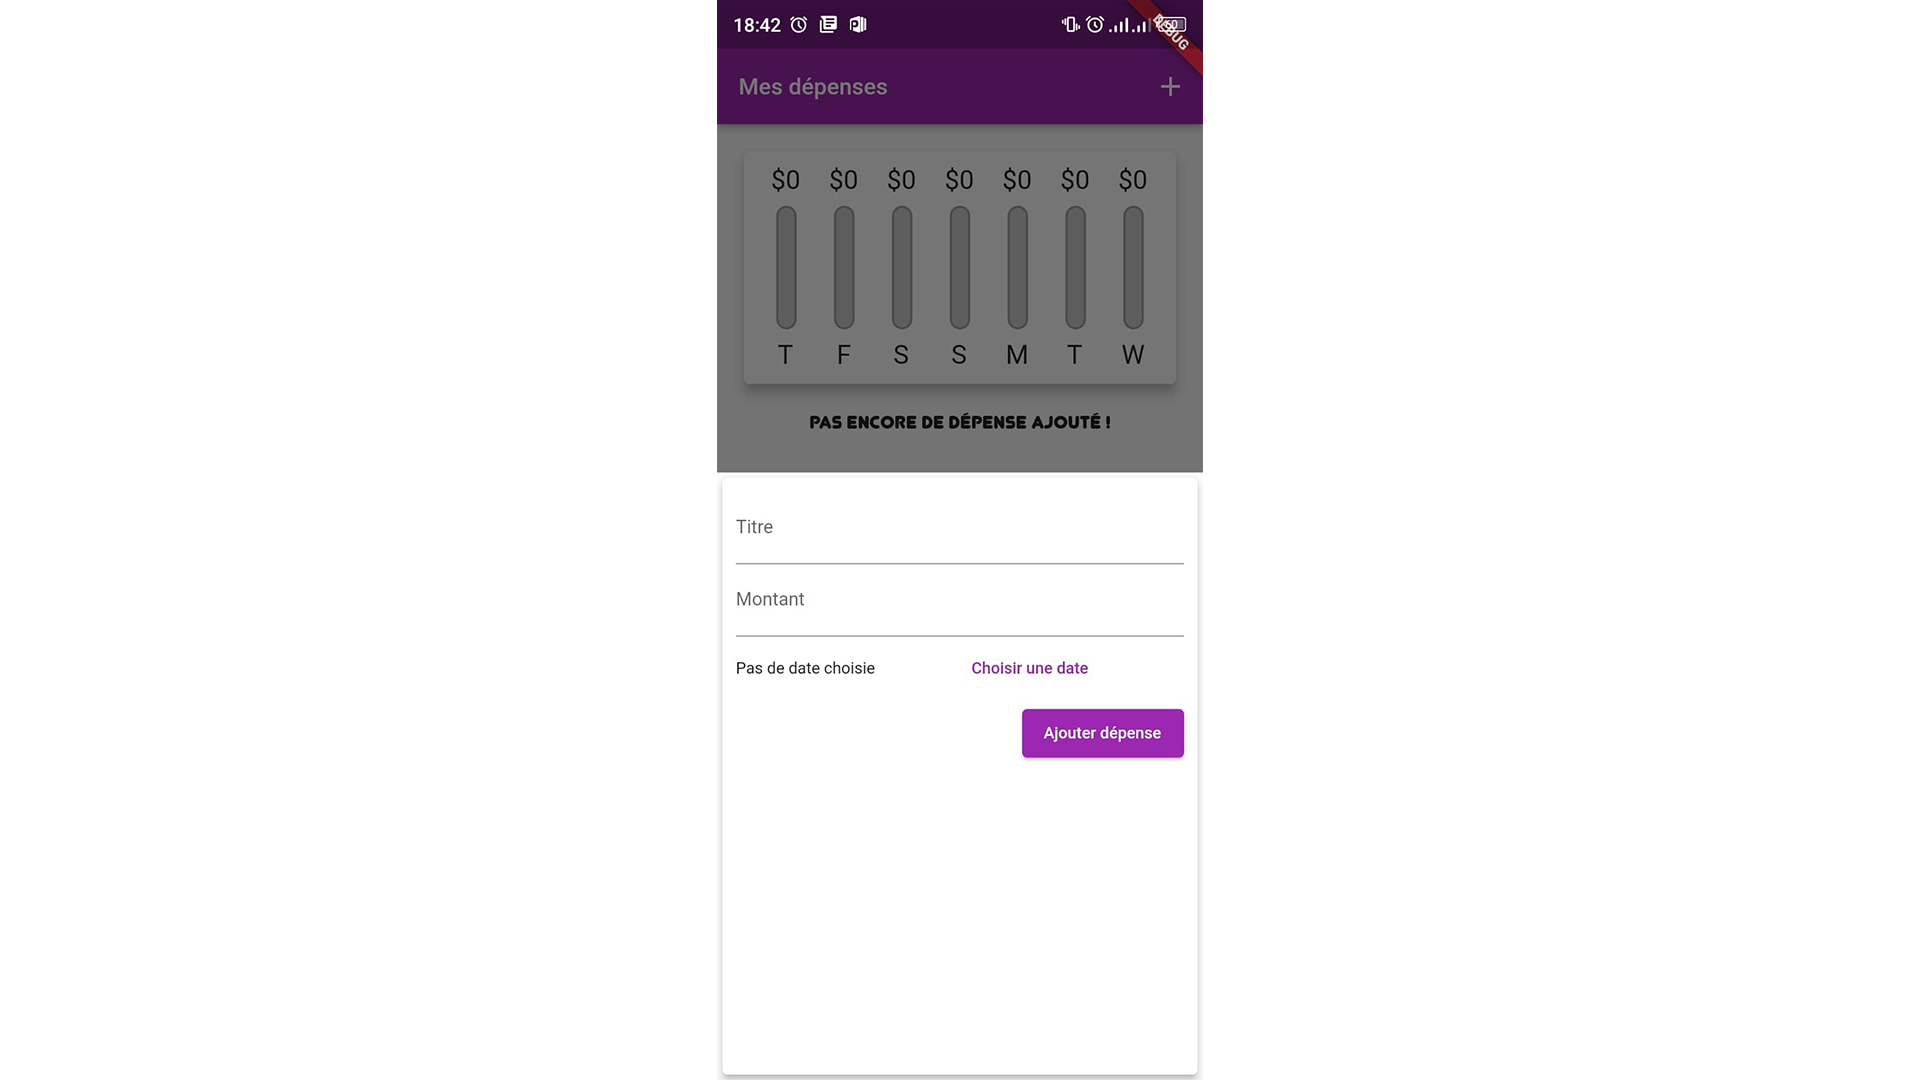 18:42
60
DEBUG
Mes dépenses
$0 $0 $0 $0 $0 $0 $0
T F S S M T W
PAS ENCORE DE DÉPENSE AJOUTÉ !
Titre
Montant
Pas de date choisie Choisir une date
Ajouter dépense